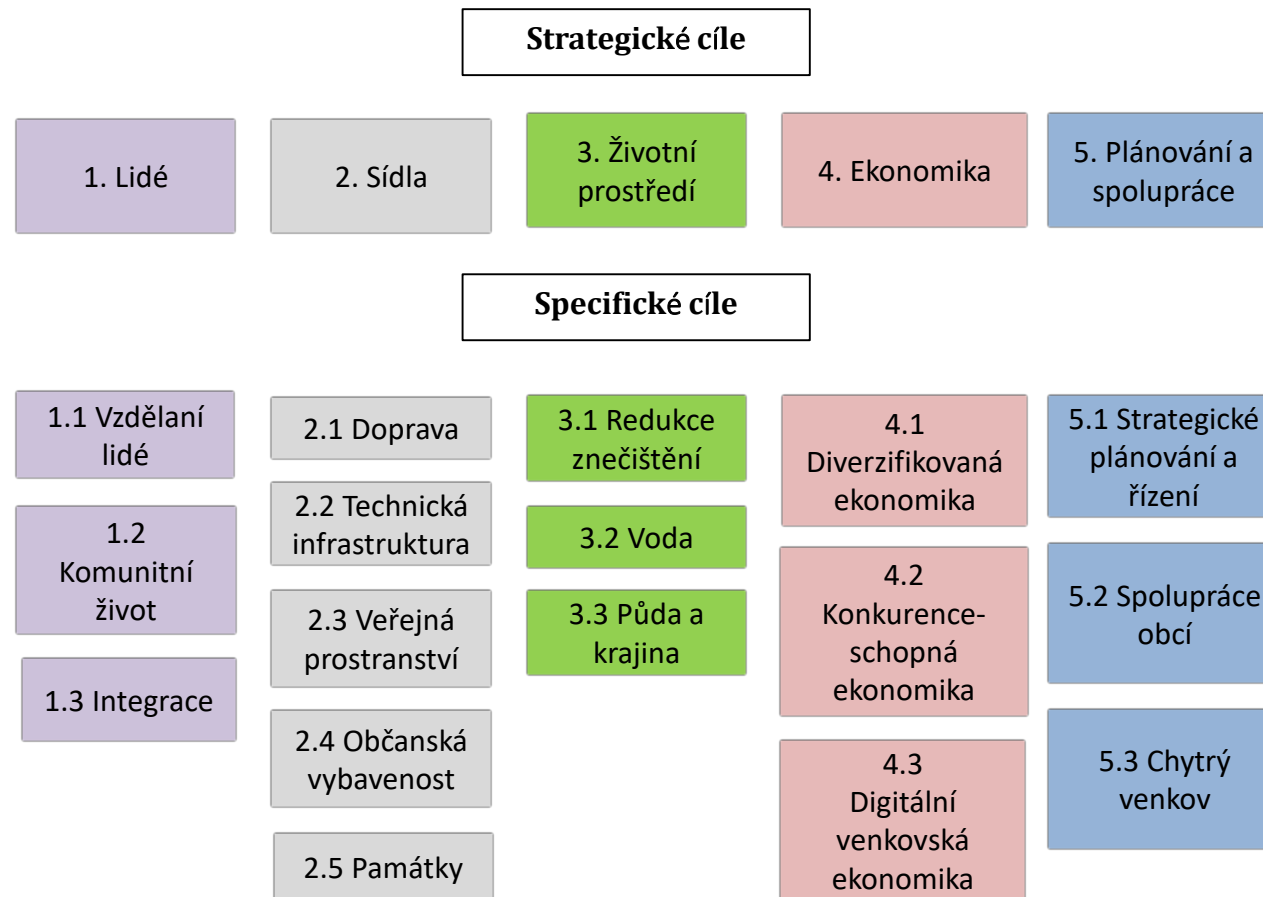 Strategické cíle
1. Lidé
2. Sídla
3. Životní
prostředí
4. Ekonomika
5. Plánování a
spolupráce
Specifické cíle
1.1 Vzdělaní
lidé
1.2
Komunitní
život
1.3 Integrace
2.1 Doprava
2.2 Technická
infrastruktura
2.3 Veřejná
prostranství
2.4 Občanská
vybavenost
2.5 Památky
3.1 Redukce
znečištění
3.2 Voda
3.3 Půda a
krajina
4.1
Diverzifikovaná
ekonomika
4.2
Konkurence-
schopná
ekonomika
4.3
Digitální
venkovská
ekonomika
5.1 Strategické
plánování a
řízení
5.2 Spolupráce
obcí
5.3 Chytrý
venkov